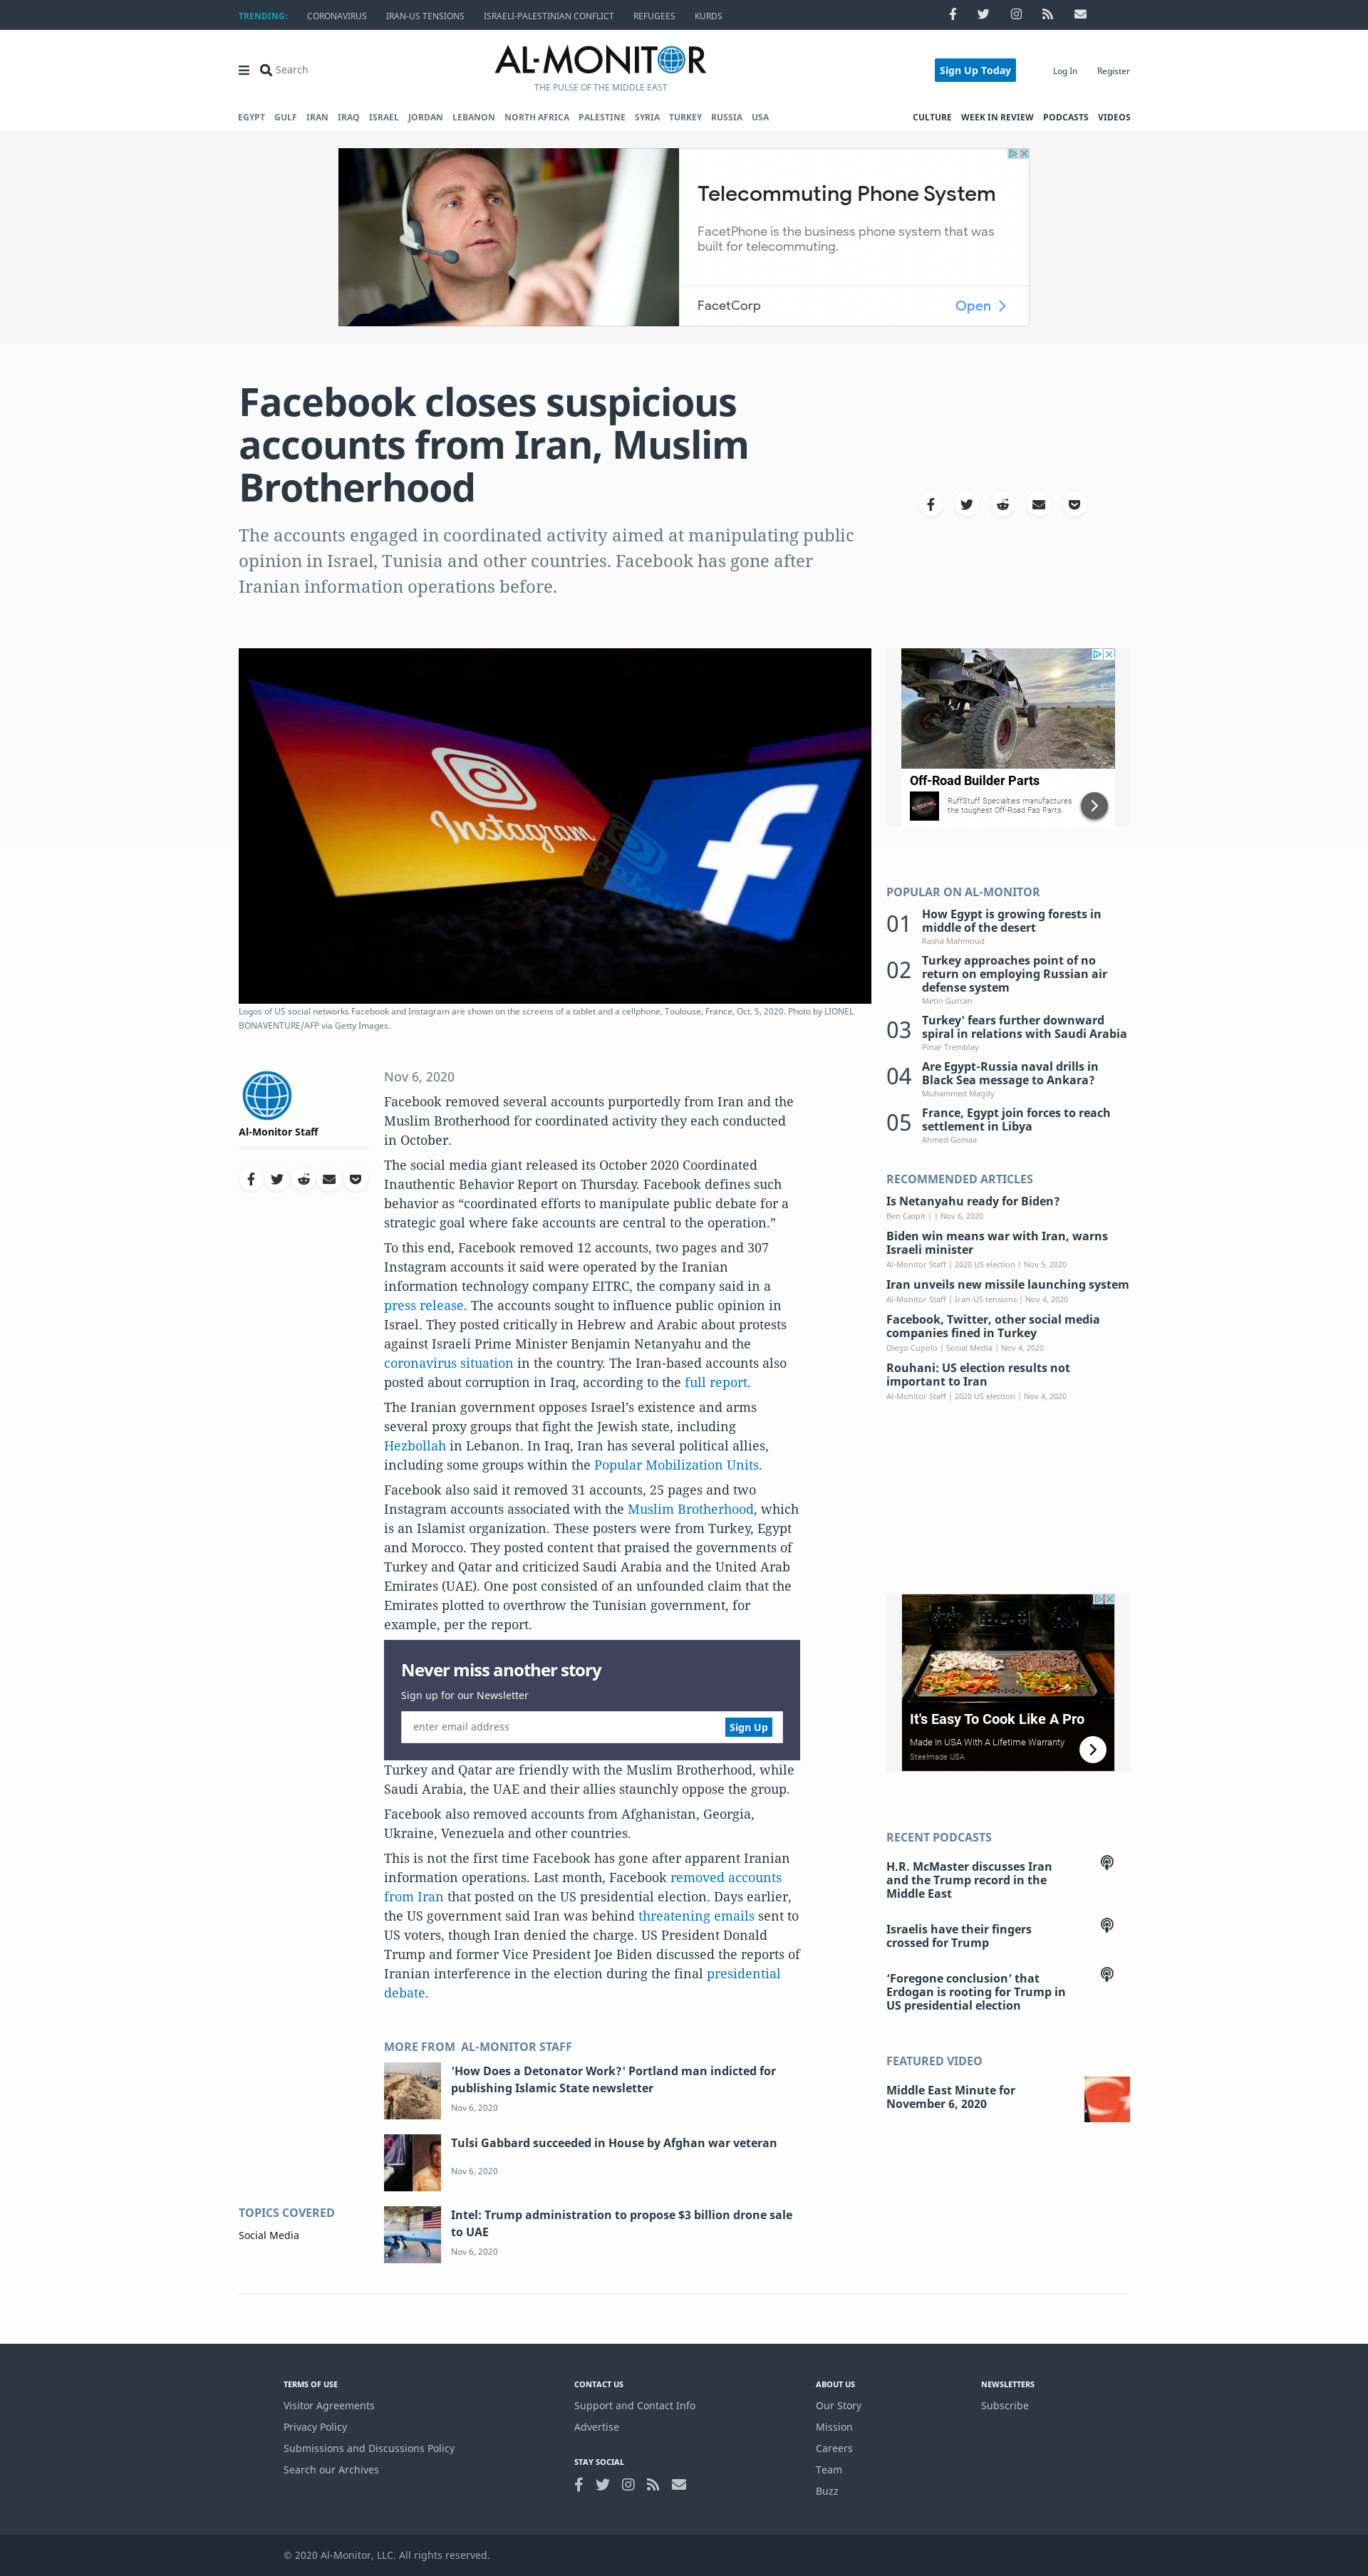 TRENDING: CORONAVIRUS IRAN-US TENSIONS ISRAELI-PALESTINIAN CONFLICT REFUGEES KURDS
Search
AL-MONITOR
THE PULSE OF THE MIDDLE EAST
Sign Up Today
Log In
Register
EGYPT GULF IRAN IRAQ ISRAEL JORDAN LEBANON NORTH AFRICA PALESTINE SYRIA TURKEY RUSSIA USA
CULTURE WEEK IN REVIEW PODCASTS VIDEOS
Telecommuting Phone System
FacetPhone is the business phone system that was
built for telecommuting.
FacetCorp
Open
Facebook closes suspicious
accounts from Iran, Muslim
Brotherhood
The accounts engaged in coordinated activity aimed at manipulating public
opinion in Israel, Tunisia and other countries. Facebook has gone after
Iranian information operations before.
Instagram
f
Logos of US social networks Facebook and Instagram are shown on the screens of a tablet and a cellphone, Toulouse, France, Oct. 5, 2020. Photo by LIONEL
BONAVENTURE/AFP via Getty Images.
Al-Monitor Staff
Nov 6, 2020
Facebook removed several accounts purportedly from Iran and the
Muslim Brotherhood for coordinated activity they each conducted
in October.
The social media giant released its October 2020 Coordinated
Inauthentic Behavior Report on Thursday. Facebook defines such
behavior as “coordinated efforts to manipulate public debate for a
strategic goal where fake accounts are central to the operation.”
To this end, Facebook removed 12 accounts, two pages and 307
Instagram accounts it said were operated by the Iranian
information technology company EITRC, the company said in a
press release. The accounts sought to influence public opinion in
Israel. They posted critically in Hebrew and Arabic about protests
against Israeli Prime Minister Benjamin Netanyahu and the
coronavirus situation in the country. The Iran-based accounts also
posted about corruption in Iraq, according to the full report.
The Iranian government opposes Israel’s existence and arms
several proxy groups that fight the Jewish state, including
Hezbollah in Lebanon. In Iraq, Iran has several political allies,
including some groups within the Popular Mobilization Units.
Facebook also said it removed 31 accounts, 25 pages and two
Instagram accounts associated with the Muslim Brotherhood, which
is an Islamist organization. These posters were from Turkey, Egypt
and Morocco. They posted content that praised the governments of
Turkey and Qatar and criticized Saudi Arabia and the United Arab
Emirates (UAE). One post consisted of an unfounded claim that the
Emirates plotted to overthrow the Tunisian government, for
example, per the report.
Never miss another story
Sign up for our Newsletter
enter email address
Sign Up
Turkey and Qatar are friendly with the Muslim Brotherhood, while
Saudi Arabia, the UAE and their allies staunchly oppose the group.
Facebook also removed accounts from Afghanistan, Georgia,
Ukraine, Venezuela and other countries.
This is not the first time Facebook has gone after apparent Iranian
information operations. Last month, Facebook removed accounts
from Iran that posted on the US presidential election. Days earlier,
the US government said Iran was behind threatening emails sent to
US voters, though Iran denied the charge. US President Donald
Trump and former Vice President Joe Biden discussed the reports of
Iranian interference in the election during the final presidential
debate.
MORE FROM AL-MONITOR STAFF
'How Does a Detonator Work?' Portland man indicted for
publishing Islamic State newsletter
Nov 6, 2020
Tulsi Gabbard succeeded in House by Afghan war veteran
Nov 6, 2020
Intel: Trump administration to propose $3 billion drone sale
to UAE
Nov 6, 2020
TOPICS COVERED
Social Media
Off-Road Builder Parts
RuffStuff Specialties manufactures
the toughest Off-Road Fab Parts
POPULAR ON AL-MONITOR
01 How Egypt is growing forests in
middle of the desert
Rasha Mahmoud
02 Turkey approaches point of no
return on employing Russian air
defense system
Metin Gurcan
03 Turkey' fears further downward
spiral in relations with Saudi Arabia
Pinar Tremblay
04 Are Egypt-Russia naval drills in
Black Sea message to Ankara?
Muhammed Magdy
05 France, Egypt join forces to reach
settlement in Libya
Ahmed Gomaa
RECOMMENDED ARTICLES
Is Netanyahu ready for Biden?
Ben Caspit | | Nov 6, 2020
Biden win means war with Iran, warns
Israeli minister
Al-Monitor Staff | 2020 US election | Nov 5, 2020
Iran unveils new missile launching system
Al-Monitor Staff | Iran-US tensions | Nov 4, 2020
Facebook, Twitter, other social media
companies fined in Turkey
Diego Cupolo | Social Media | Nov 4, 2020
Rouhani: US election results not
important to Iran
Al-Monitor Staff | 2020 US election | Nov 4, 2020
It's Easy To Cook Like A Pro
Made In USA With A Lifetime Warranty
Steelmade USA
RECENT PODCASTS
H.R. McMaster discusses Iran
and the Trump record in the
Middle East
Israelis have their fingers
crossed for Trump
‘Foregone conclusion’ that
Erdogan is rooting for Trump in
US presidential election
FEATURED VIDEO
Middle East Minute for
November 6, 2020
TERMS OF USE
Visitor Agreements
Privacy Policy
Submissions and Discussions Policy
Search our Archives
CONTACT US
Support and Contact Info
Advertise
STAY SOCIAL
ABOUT US
Our Story
Mission
Careers
Team
Buzz
NEWSLETTERS
Subscribe
© 2020 Al-Monitor, LLC. All rights reserved.